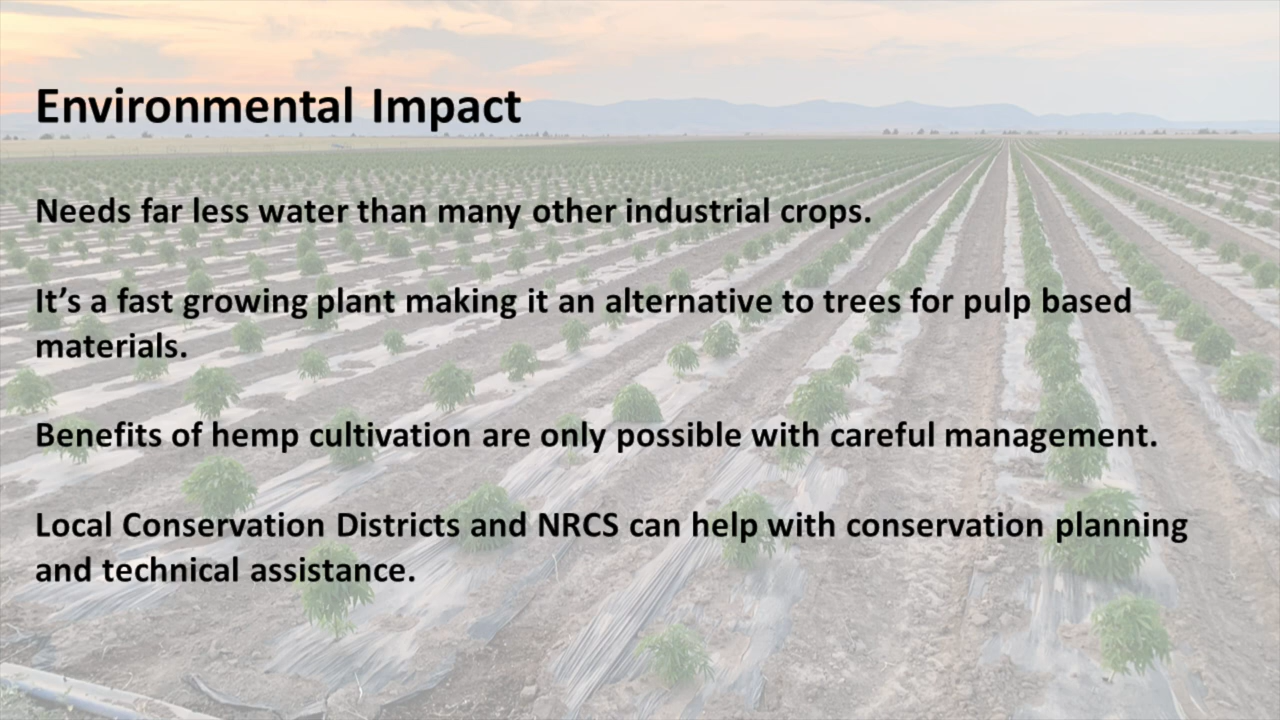 Environmental Impact
Needs far less water than many other industrial crops.
It’s a fast growing plant making it an alternative to trees for pulp based
materials.
Benefits of hemp cultivation are only possible with careful management.
Local Conservation Districts and NRCS can help with conservation planning
and technical assistance.